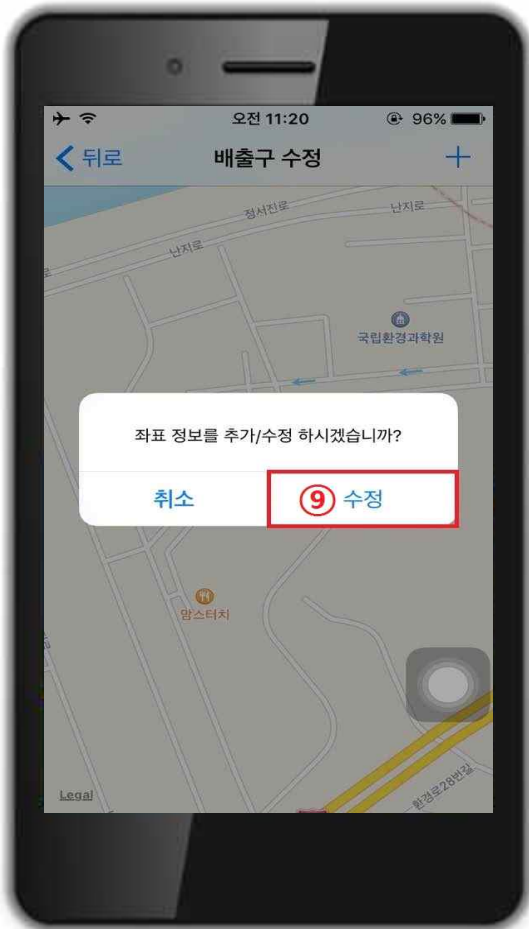 오전 11:20
96%
뒤로
배출구 수정
+
정서진로
난지로
난지로
국립환경과학원
좌표 정보를 추가/수정 하시겠습니까?
취소
⑨ 수정
맘스터치
Legal
환경로28번길